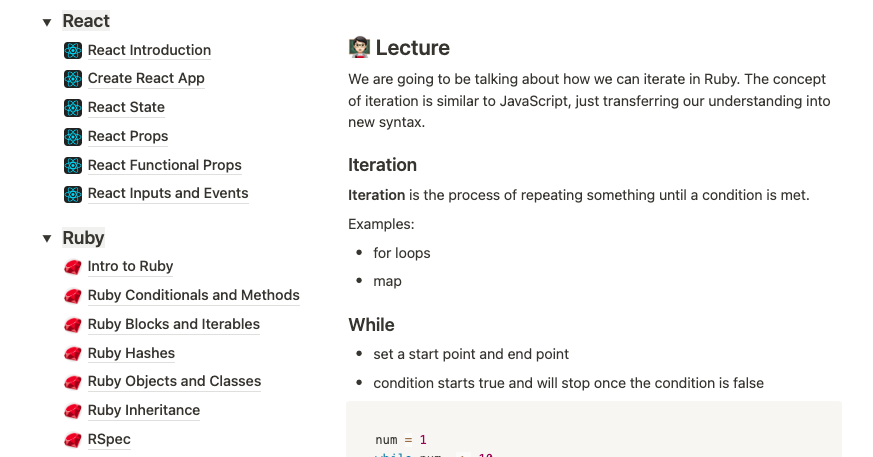 React
React Introduction
Create React App
React State
React Props
React Functional Props
React Inputs and Events
Ruby
Intro to Ruby
Ruby Conditionals and Methods
Ruby Blocks and Iterables
Ruby Hashes
Ruby Objects and Classes
Ruby Inheritance
RSpec
Lecture
We are going to be talking about how we can iterate in Ruby. The concept
of iteration is similar to JavaScript, just transferring our understanding into
new syntax.
Iteration
Iteration is the process of repeating something until a condition is met.
Examples:
• for loops
• map
While
• set a start point and end point
• condition starts true and will stop once the condition is false
num = 1
while num